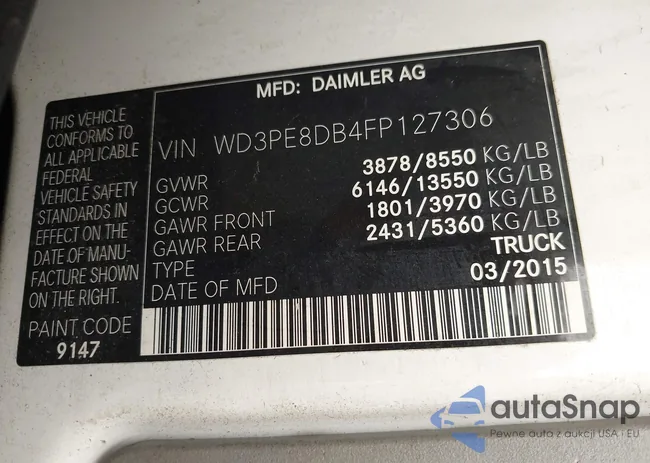 MFD: DAIMLER AG
THIS VEHICLE
CONFORMS TO
ALL APPLICABLE
FEDERAL
VEHICLE SAFETY
STANDARDS IN
EFFECT ON THE
DATE OF MANU-
FACTURE SHOWN
ON THE RIGHT.
PAINT CODE
9147
VIN WD3PE8DB4FP127306
GVWR 3878/8550 KG/LB
GCWR 6146/13550 KG/LB
GAWR FRONT 1801/3970 KG/LB
GAWR REAR 2431/5360 KG/LB
TYPE TRUCK
DATE OF MFD 03/2015
autaSnap
Pewne auta z aukcji USA i EU